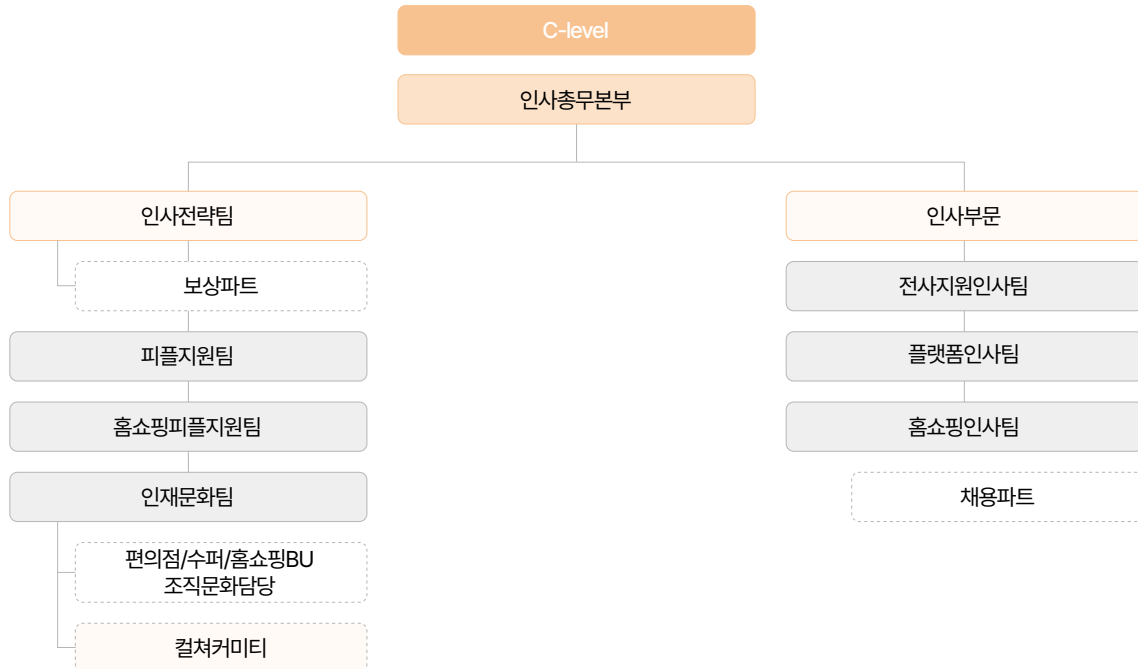 C-level
인사총무본부
인사전략팀
보상파트
피플지원팀
홈쇼핑피플지원팀
인재문화팀
편의점/수퍼/홈쇼핑BU
조직문화담당
컬쳐커미티
인사부문
전사지원인사팀
플랫폼인사팀
홈쇼핑인사팀
채용파트